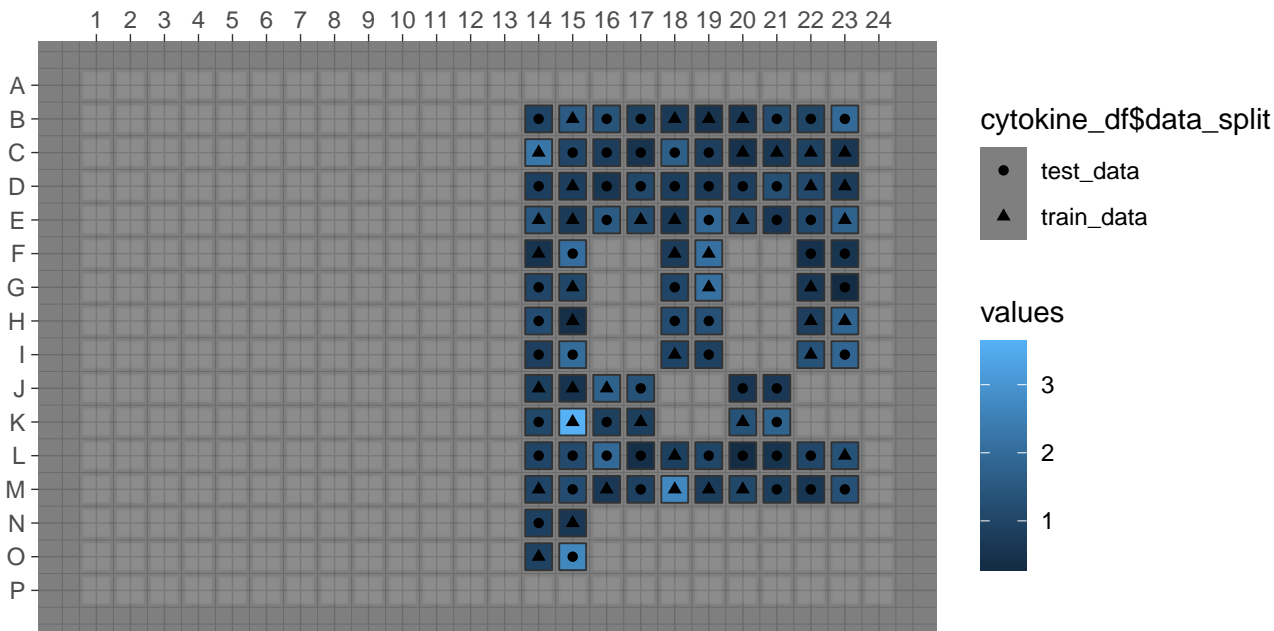 1 2 3 4 5 6 7 8 9 10 11 12 13 14 15 16 17 18 19 20 21 22 23 24
A
B
C
D
E
F
G
H
I
J
K
L
M
N
O
P
cytokine_df$data_split
test_data
train_data
values
3
2
1